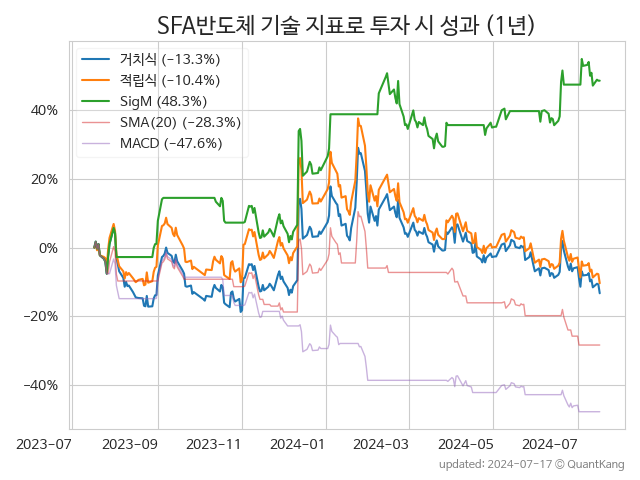 SFA반도체 기술 지표로 투자 시 성과 (1년)
거치식 (−13.3%)
적립식 (−10.4%)
SigM (48.3%)
SMA(20) (−28.3%)
MACD (−47.6%)
40%
20%
0%
−20%
−40%
2023-07 2023-09 2023-11 2024-01 2024-03 2024-05 2024-07
updated: 2024-07-17 © QuantKang